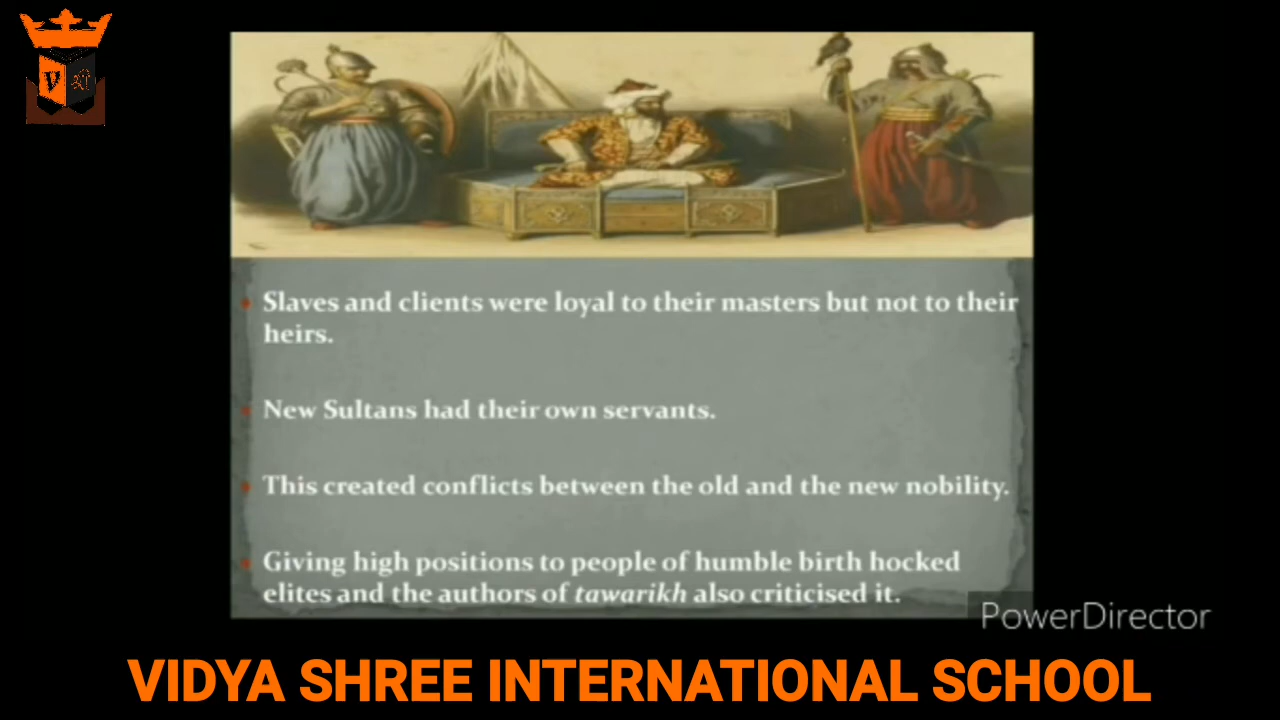 Slaves and clients were loyal to their masters but not to their
heirs.
New Sultans had their own servants.
This created conflicts between the old and the new nobility.
Giving high positions to people of humble birth hocked
elites and the authors of tawarikh also criticised it.
PowerDirector
VIDYA SHREE INTERNATIONAL SCHOOL